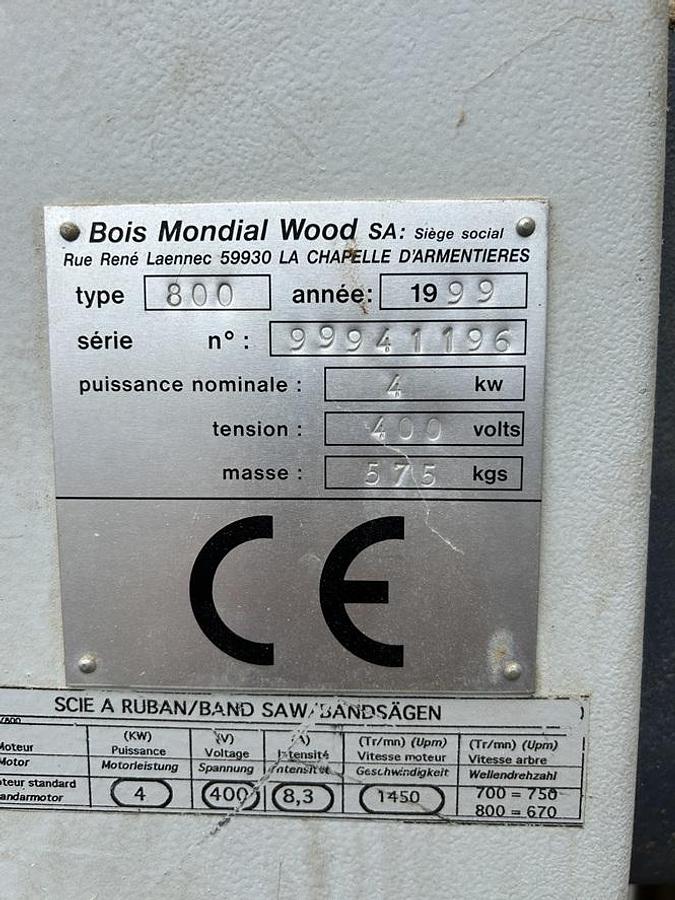 Bois Mondial Wood SA: Siège social
Rue René Laennec 59930 LA CHAPELLE D'ARMENTIERES
type 800 année: 1999
série n° : 99941196
puissance nominale : 4 kw
tension : 400 volts
masse : 575 kgs
CE
SCIE A RUBAN/BAND SAW/BANDSÄGEN
/800
Moteur (KW) (V) (A) (Tr/mn) (Upm) (Tr/mn) (Upm)
Motor Puissance Voltage Intensité Vitesse moteur Vitesse arbre
Motorleistung Spannung Intensität Geschwindigkeit Wellendrehzahl
standard 4 400 8,3 1450 700 = 750
800 = 670